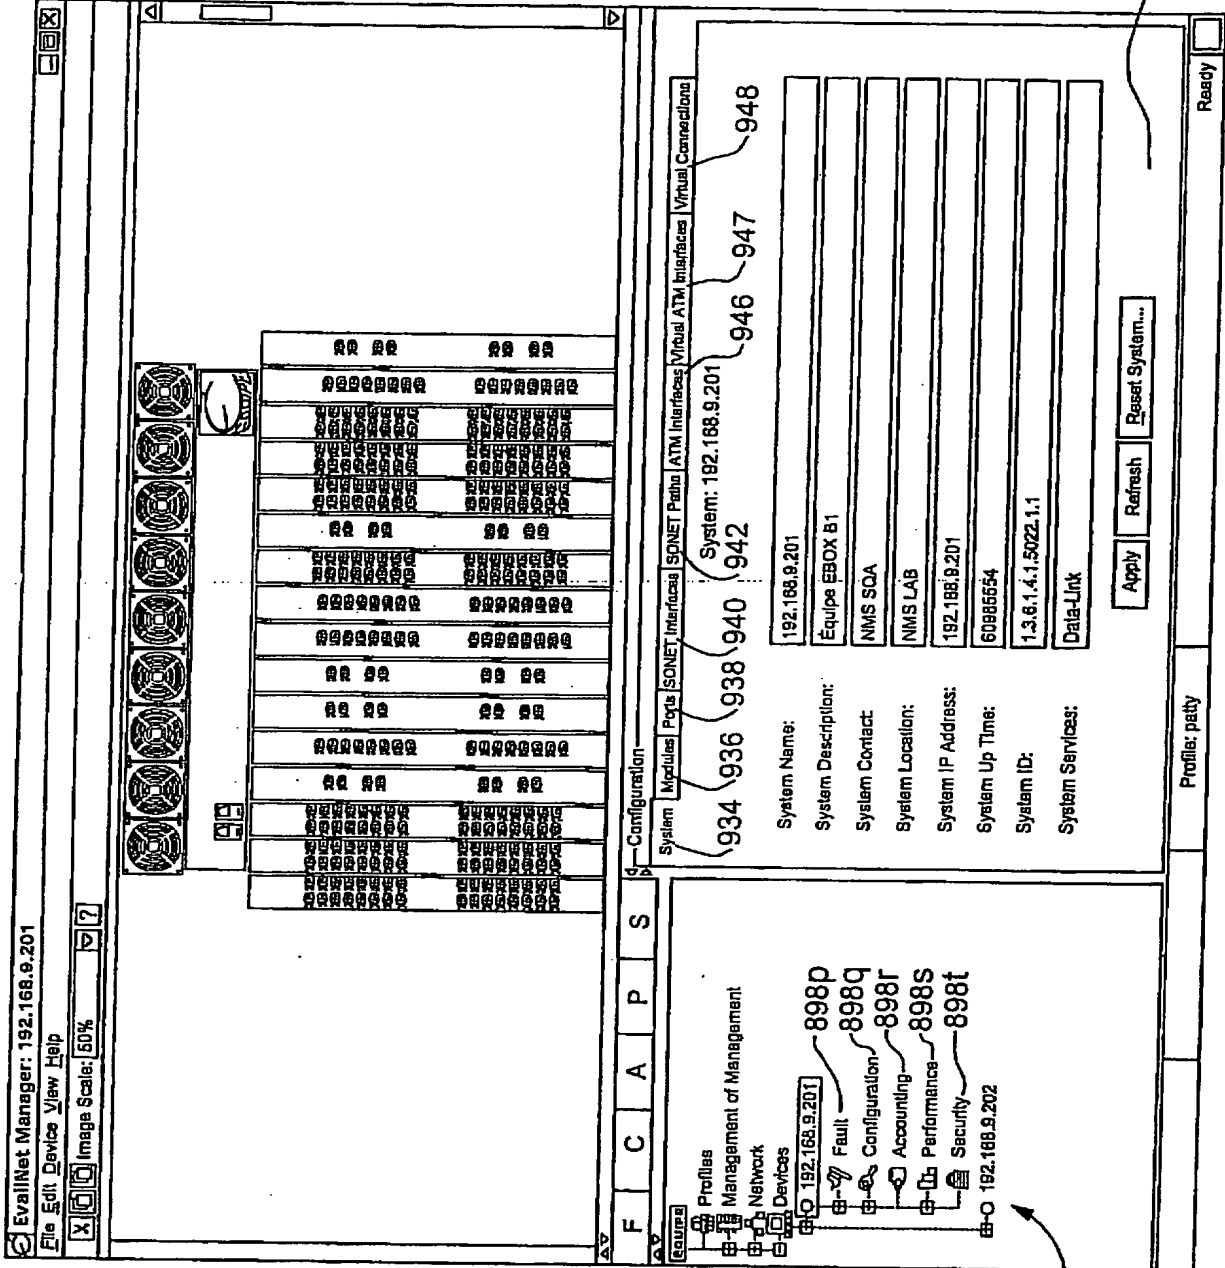 EvallNet Manager: 192.168.9.201
File Edit Device View Help
Image Scale: 50% ?
F C A P S
EQUIPE
Profiles
Management of Management
Network
Devices
192.168.9.201
Fault 898p
Configuration 898q
Accounting 898r
Performance 898s
Security 898t
192.168.9.202
Configuration
System Modules Ports SONET Interfaces SONET Paths ATM Interfaces Virtual ATM Interfaces Virtual Connections
System: 192.168.9.201
934 936 938 940 942 946 947 948
System Name: 192.168.9.201
System Description: Équipe EBOX B1
System Contact: NMS SQA
System Location: NMS LAB
System IP Address: 192.168.9.201
System Up Time: 60985554
System ID: 1.3.6.1.4.1.5022.1.1
System Services: Data-Link
Apply Refresh Reset System...
Profile: patty
Ready